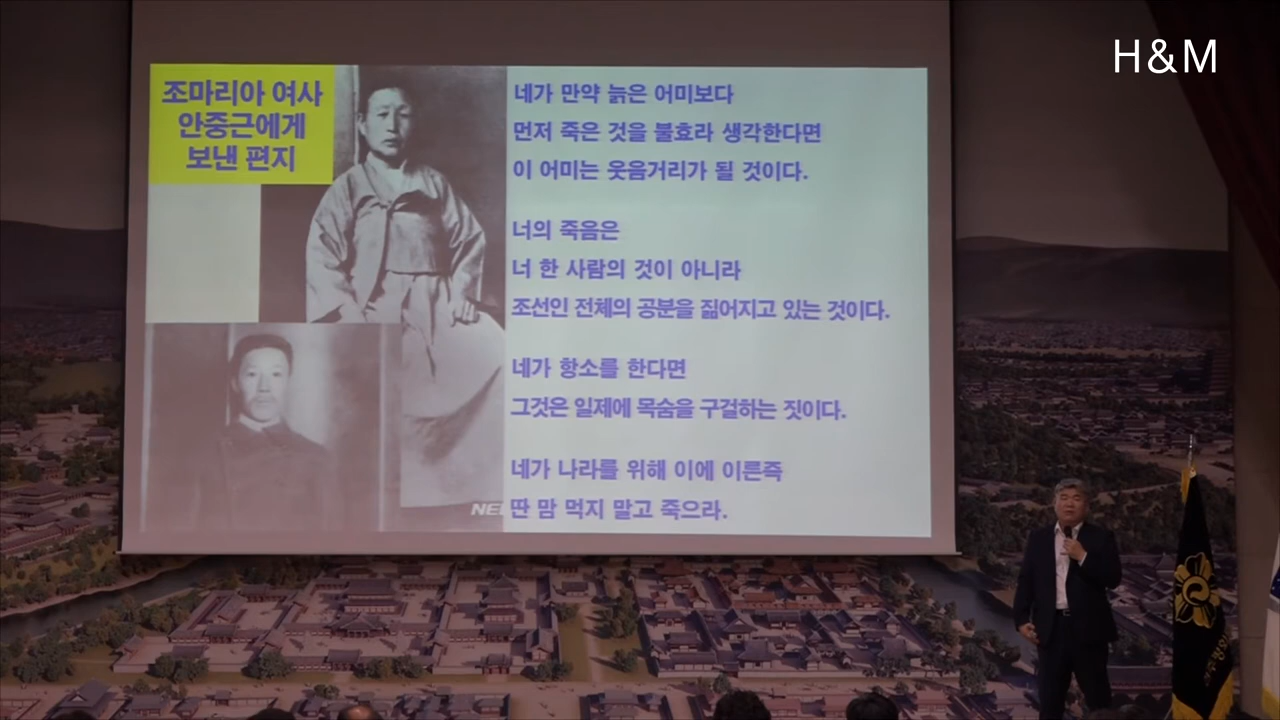 H&M
조마리아 여사
안중근에게
보낸 편지
네가 만약 늙은 어미보다
먼저 죽은 것을 불효라 생각한다면
이 어미는 웃음거리가 될 것이다.
너의 죽음은
너 한 사람의 것이 아니라
조선인 전체의 공분을 짊어지고 있는 것이다.
네가 항소를 한다면
그것은 일제에 목숨을 구걸하는 짓이다.
네가 나라를 위해 이에 이른즉
딴 맘 먹지 말고 죽으라.